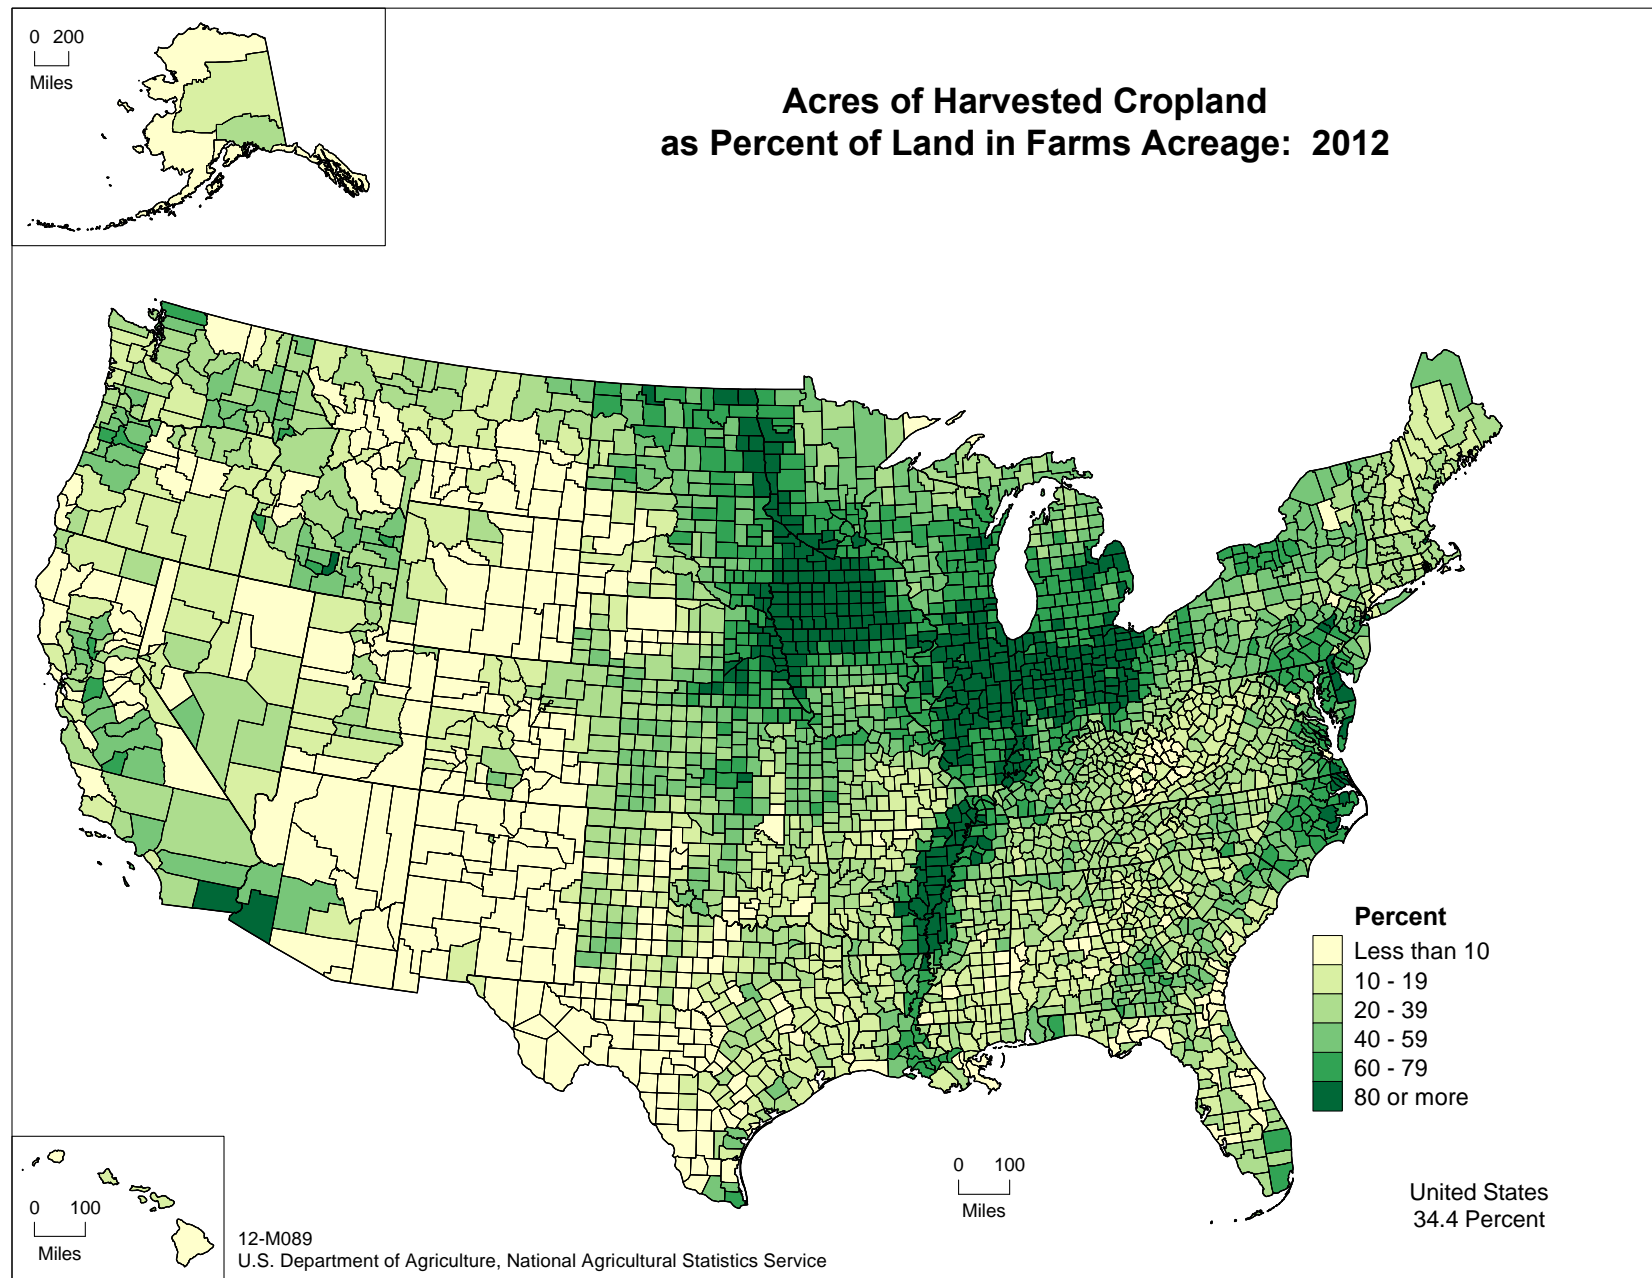 0 200
Miles
Acres of Harvested Cropland
as Percent of Land in Farms Acreage: 2012
Percent
Less than 10
10 - 19
20 - 39
40 - 59
60 - 79
80 or more
0 100
Miles
United States
34.4 Percent
0 100
Miles
12-M089
U.S. Department of Agriculture, National Agricultural Statistics Service